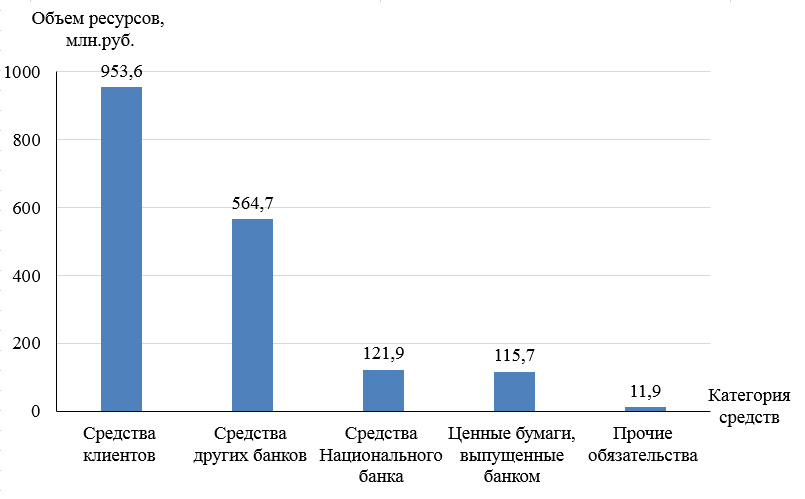 Объем ресурсов,
млн.руб.
1000
800
600
400
200
0
953,6
564,7
121,9
115,7
11,9
Средства
клиентов
Средства
других банков
Средства
Национального
банка
Ценные бумаги,
выпущенные
банком
Прочие
обязательства
Категория
средств